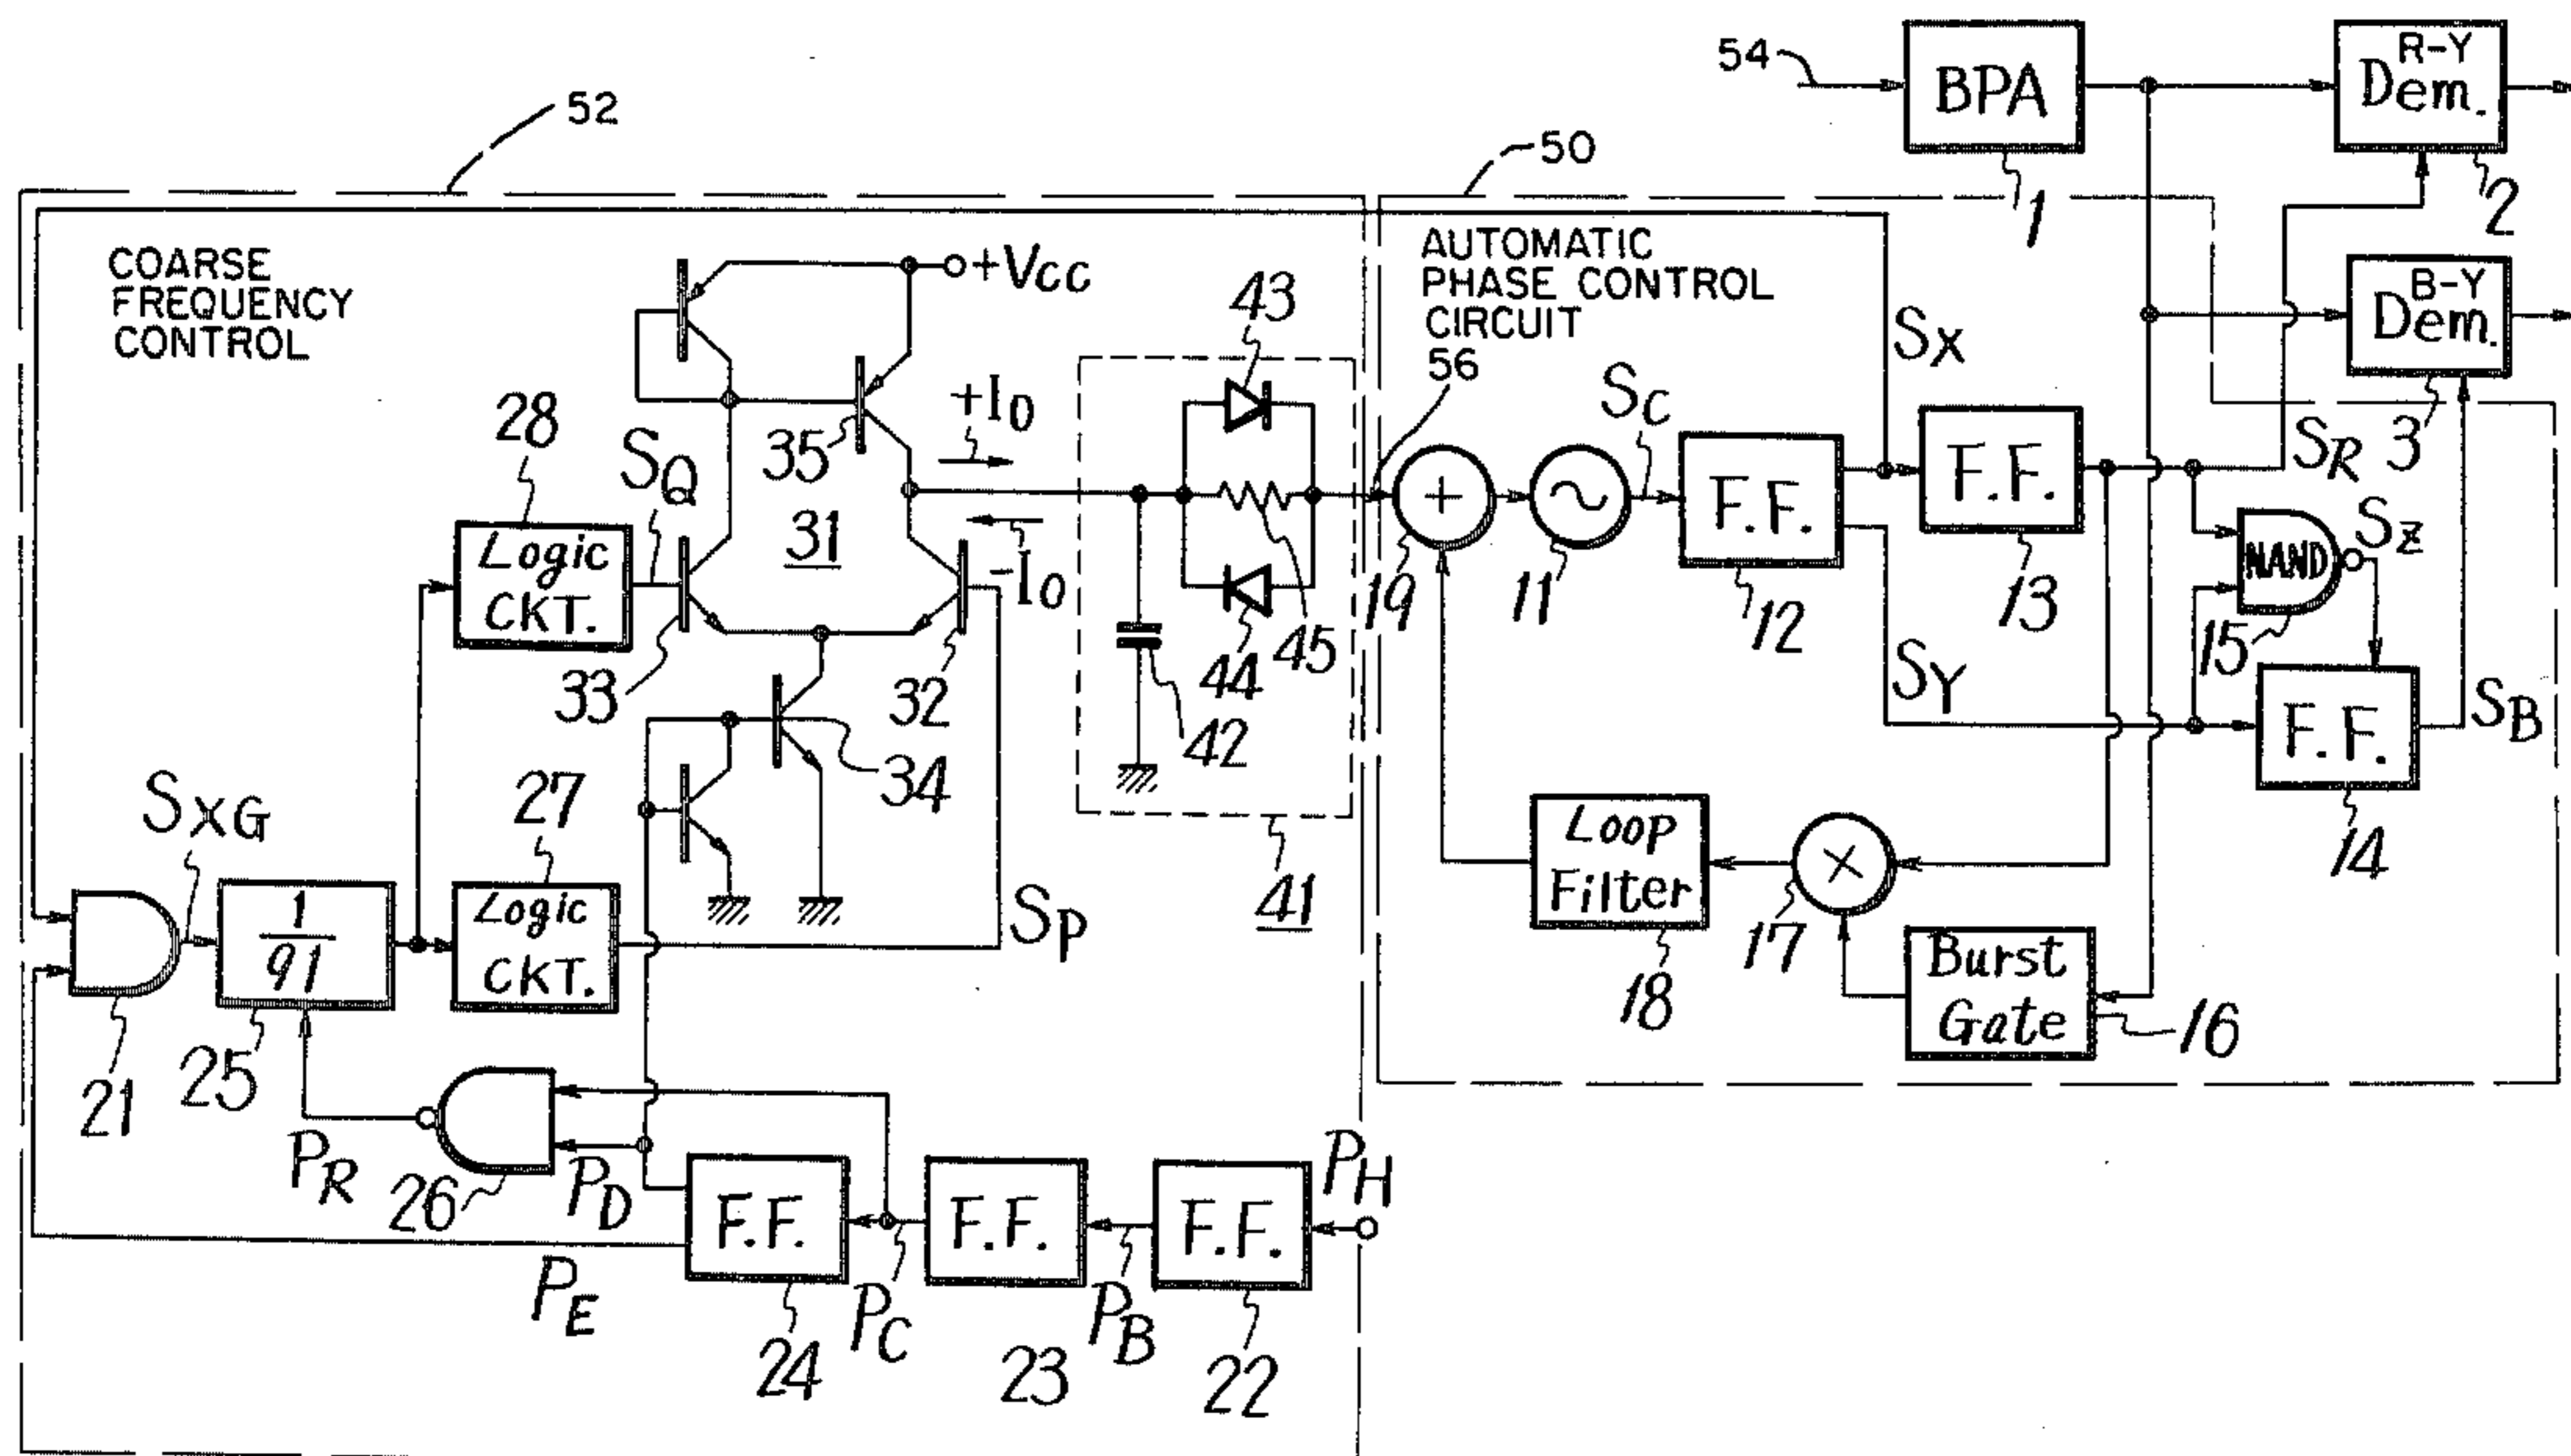 54
BPA
1
R-Y
Dem.
2
B-Y
Dem.
3
52
50
COARSE
FREQUENCY
CONTROL
+VCC
AUTOMATIC
PHASE CONTROL
CIRCUIT
56
43
+I0
-I0
28
SQ
35
31
Logic
CKT.
33
32
34
44
45
42
41
+
19
11
SC
F.F.
12
SX
F.F.
13
SR
NAND
SZ
15
SY
F.F.
14
SB
Loop
Filter
18
×
17
Burst
Gate
16
SXG
21
1
91
25
27
Logic
CKT.
SP
PR
26
PD
PE
F.F.
24
PC
F.F.
23
PB
F.F.
22
PH